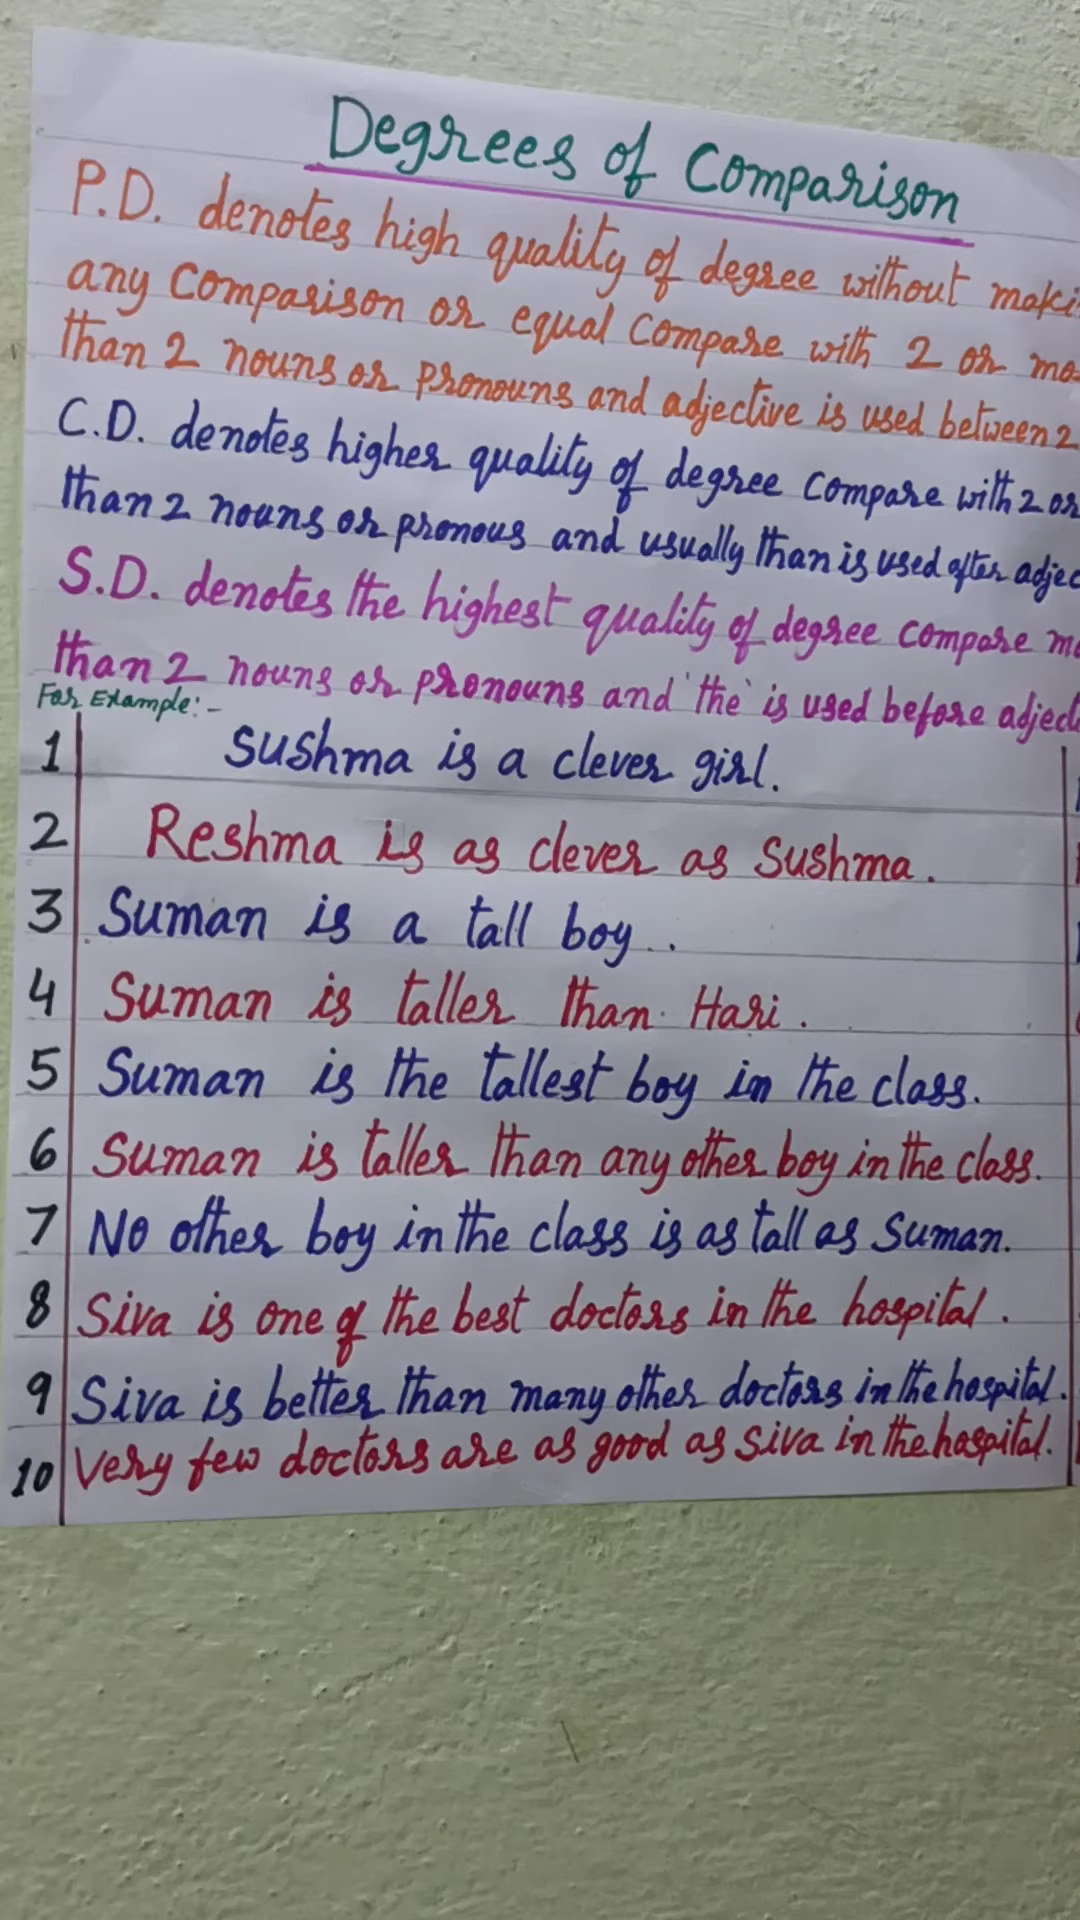 Degrees of Comparison
P.D. denotes high quality of degree without maki
any Comparison or equal Compare with 2 or mo
than 2 nouns or pronouns and adjective is used between 2
C.D. denotes higher quality of degree Compare with 2 or
than 2 nouns or pronous and usually than is used after adjec
S.D. denotes the highest quality of degree compare mo
than 2 nouns or pronouns and 'the' is used before adjecti
For Example:-
1 Sushma is a clever girl.
2 Reshma is as clever as Sushma.
3 Suman is a tall boy..
4 Suman is taller than Hari.
5 Suman is the tallest boy in the class.
6 Suman is taller than any other boy in the class.
7 No other boy in the class is as tall as Suman.
8 Siva is one of the best doctors in the hospital.
9 Siva is better than many other doctors in the hospital.
10 Very few doctors are as good as siva in the hospital.